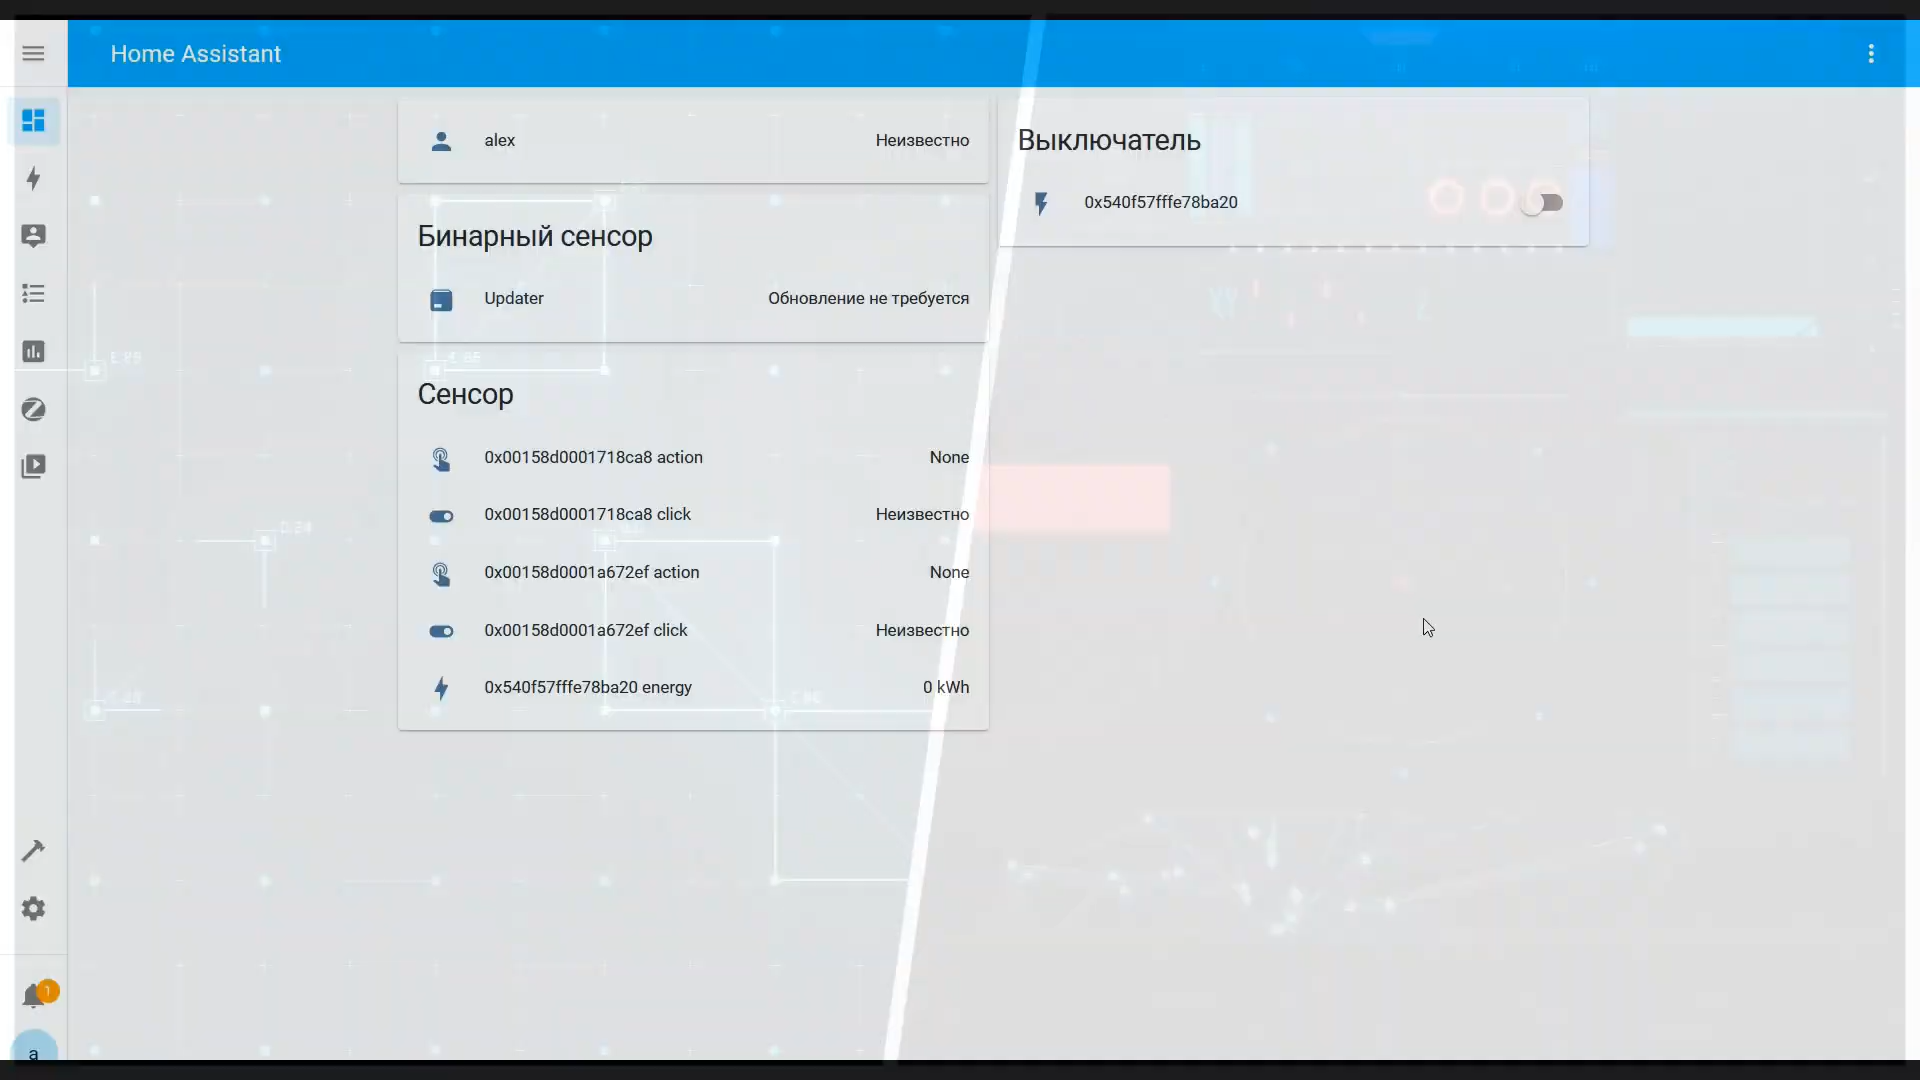 Home Assistant
alex
Неизвестно
Бинарный сенсор
Updater
Обновление не требуется
Сенсор
0x00158d0001718ca8 action
None
0x00158d0001718ca8 click
Неизвестно
0x00158d0001a672ef action
None
0x00158d0001a672ef click
Неизвестно
0x540f57fffe78ba20 energy
0 kWh
Выключатель
0x540f57fffe78ba20
1
a